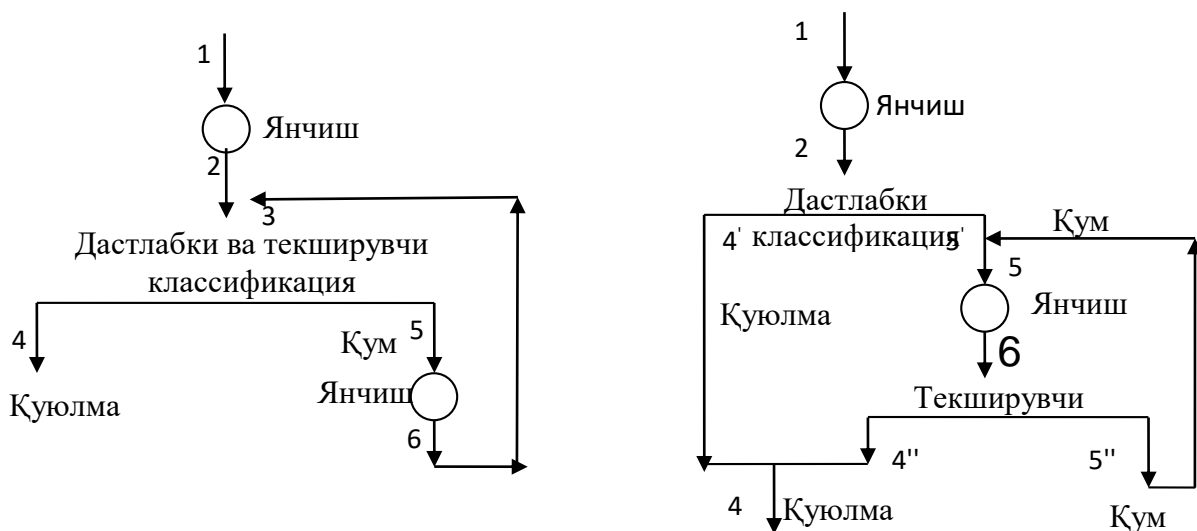 1
Янчиш
2
3
Дастлабки ва текширувчи
классификация
4
Қум
5
Қуюлма
Янчиш
6
1
Янчиш
2
Дастлабки
классификация
4'
5'
Қум
5
Қуюлма
Янчиш
6
Текширувчи
4''
5''
4
Қуюлма
Қум